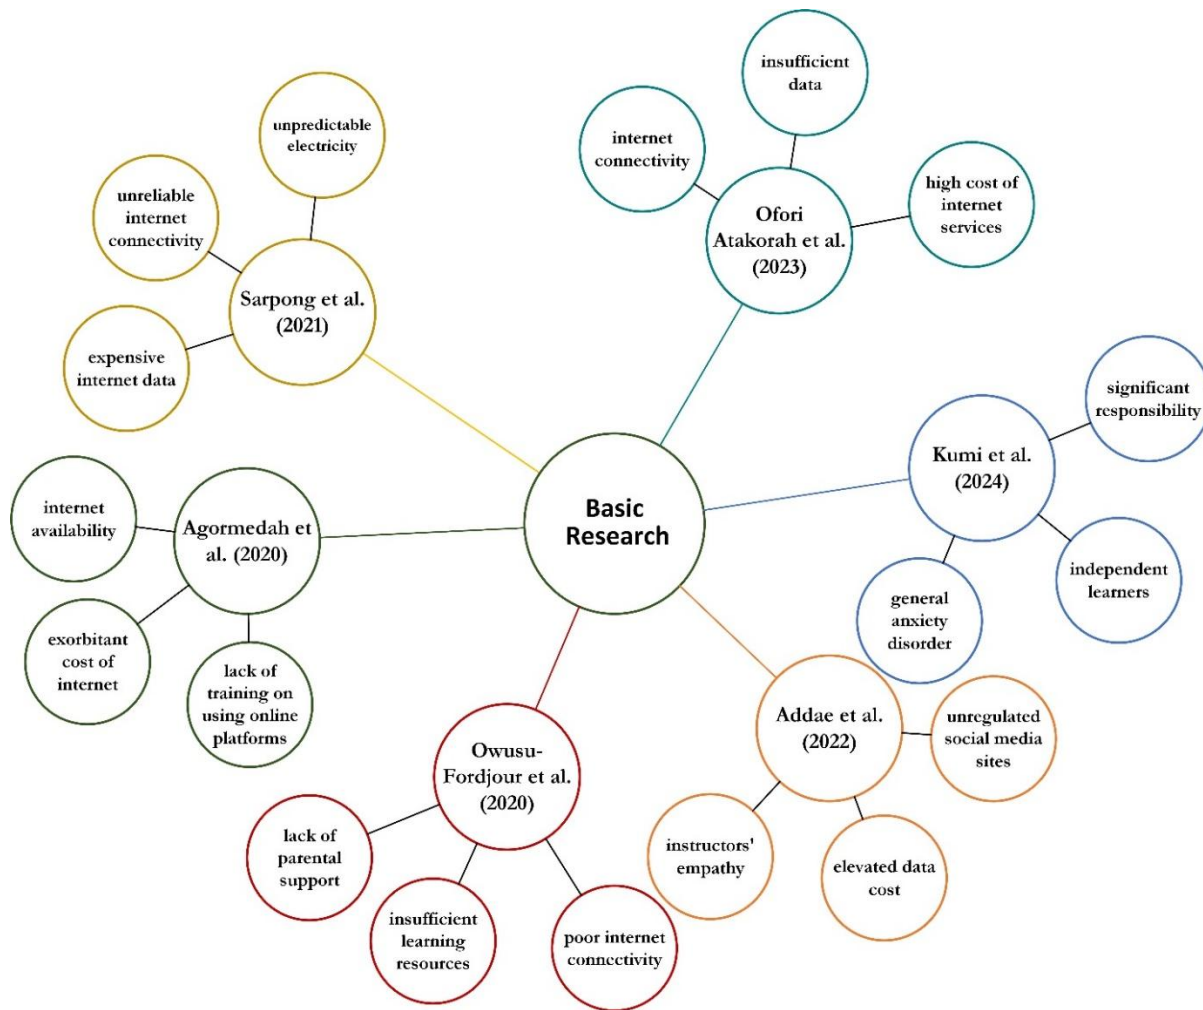 insufficient
data
unpredictable
electricity
internet
connectivity
unreliable
internet
connectivity
high cost of
internet
services
Ofori
Atakorah et al.
(2023)
Sarpong et al.
(2021)
expensive
internet data
significant
responsibility
Kumi et al.
(2024)
Basic
Research
internet
availability
Agormedah et
al. (2020)
independent
learners
general
anxiety
disorder
exorbitant
cost of
internet
lack of
training on
using online
platforms
Addae et al.
(2022)
unregulated
social media
sites
Owusu-
Fordjour et al.
(2020)
lack of
parental
support
instructors'
empathy
elevated data
cost
insufficient
learning
resources
poor internet
connectivity